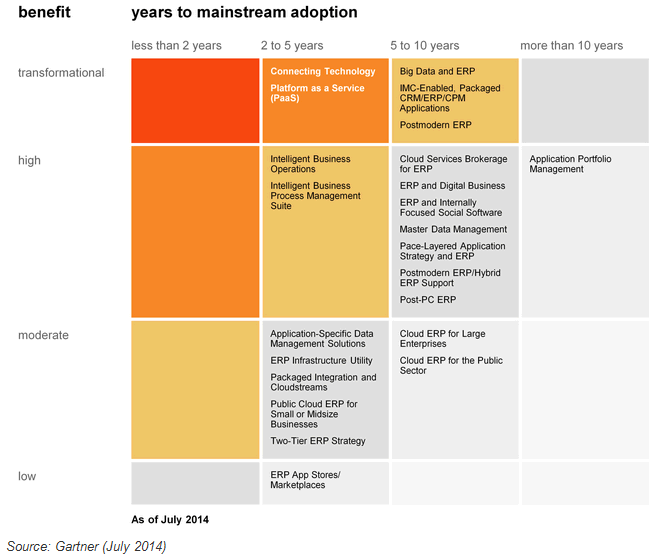 benefit
years to mainstream adoption
less than 2 years
2 to 5 years
5 to 10 years
more than 10 years
transformational
Connecting Technology
Platform as a Service
(PaaS)
Big Data and ERP
IMC-Enabled, Packaged
CRM/ERP/CPM
Applications
Postmodern ERP
high
Intelligent Business
Operations
Intelligent Business
Process Management
Suite
Cloud Services Brokerage
for ERP
ERP and Digital Business
ERP and Internally
Focused Social Software
Master Data Management
Pace-Layered Application
Strategy and ERP
Postmodern ERP/Hybrid
ERP Support
Post-PC ERP
Application Portfolio
Management
moderate
Application-Specific Data
Management Solutions
ERP Infrastructure Utility
Packaged Integration and
Cloudstreams
Public Cloud ERP for
Small or Midsize
Businesses
Two-Tier ERP Strategy
Cloud ERP for Large
Enterprises
Cloud ERP for the Public
Sector
low
ERP App Stores/
Marketplaces
As of July 2014
Source: Gartner (July 2014)